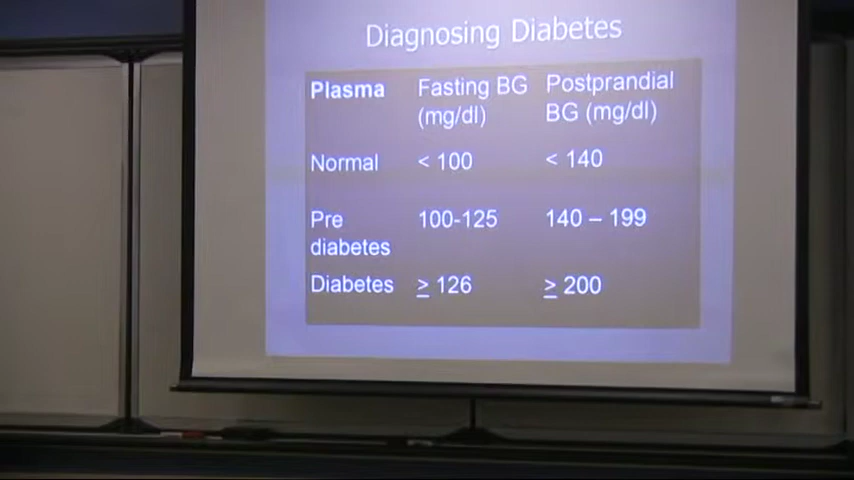 Diagnosing Diabetes
Plasma Fasting BG (mg/dl) Postprandial BG (mg/dl)
Normal < 100 < 140
Pre diabetes 100-125 140 – 199
Diabetes ≥ 126 ≥ 200